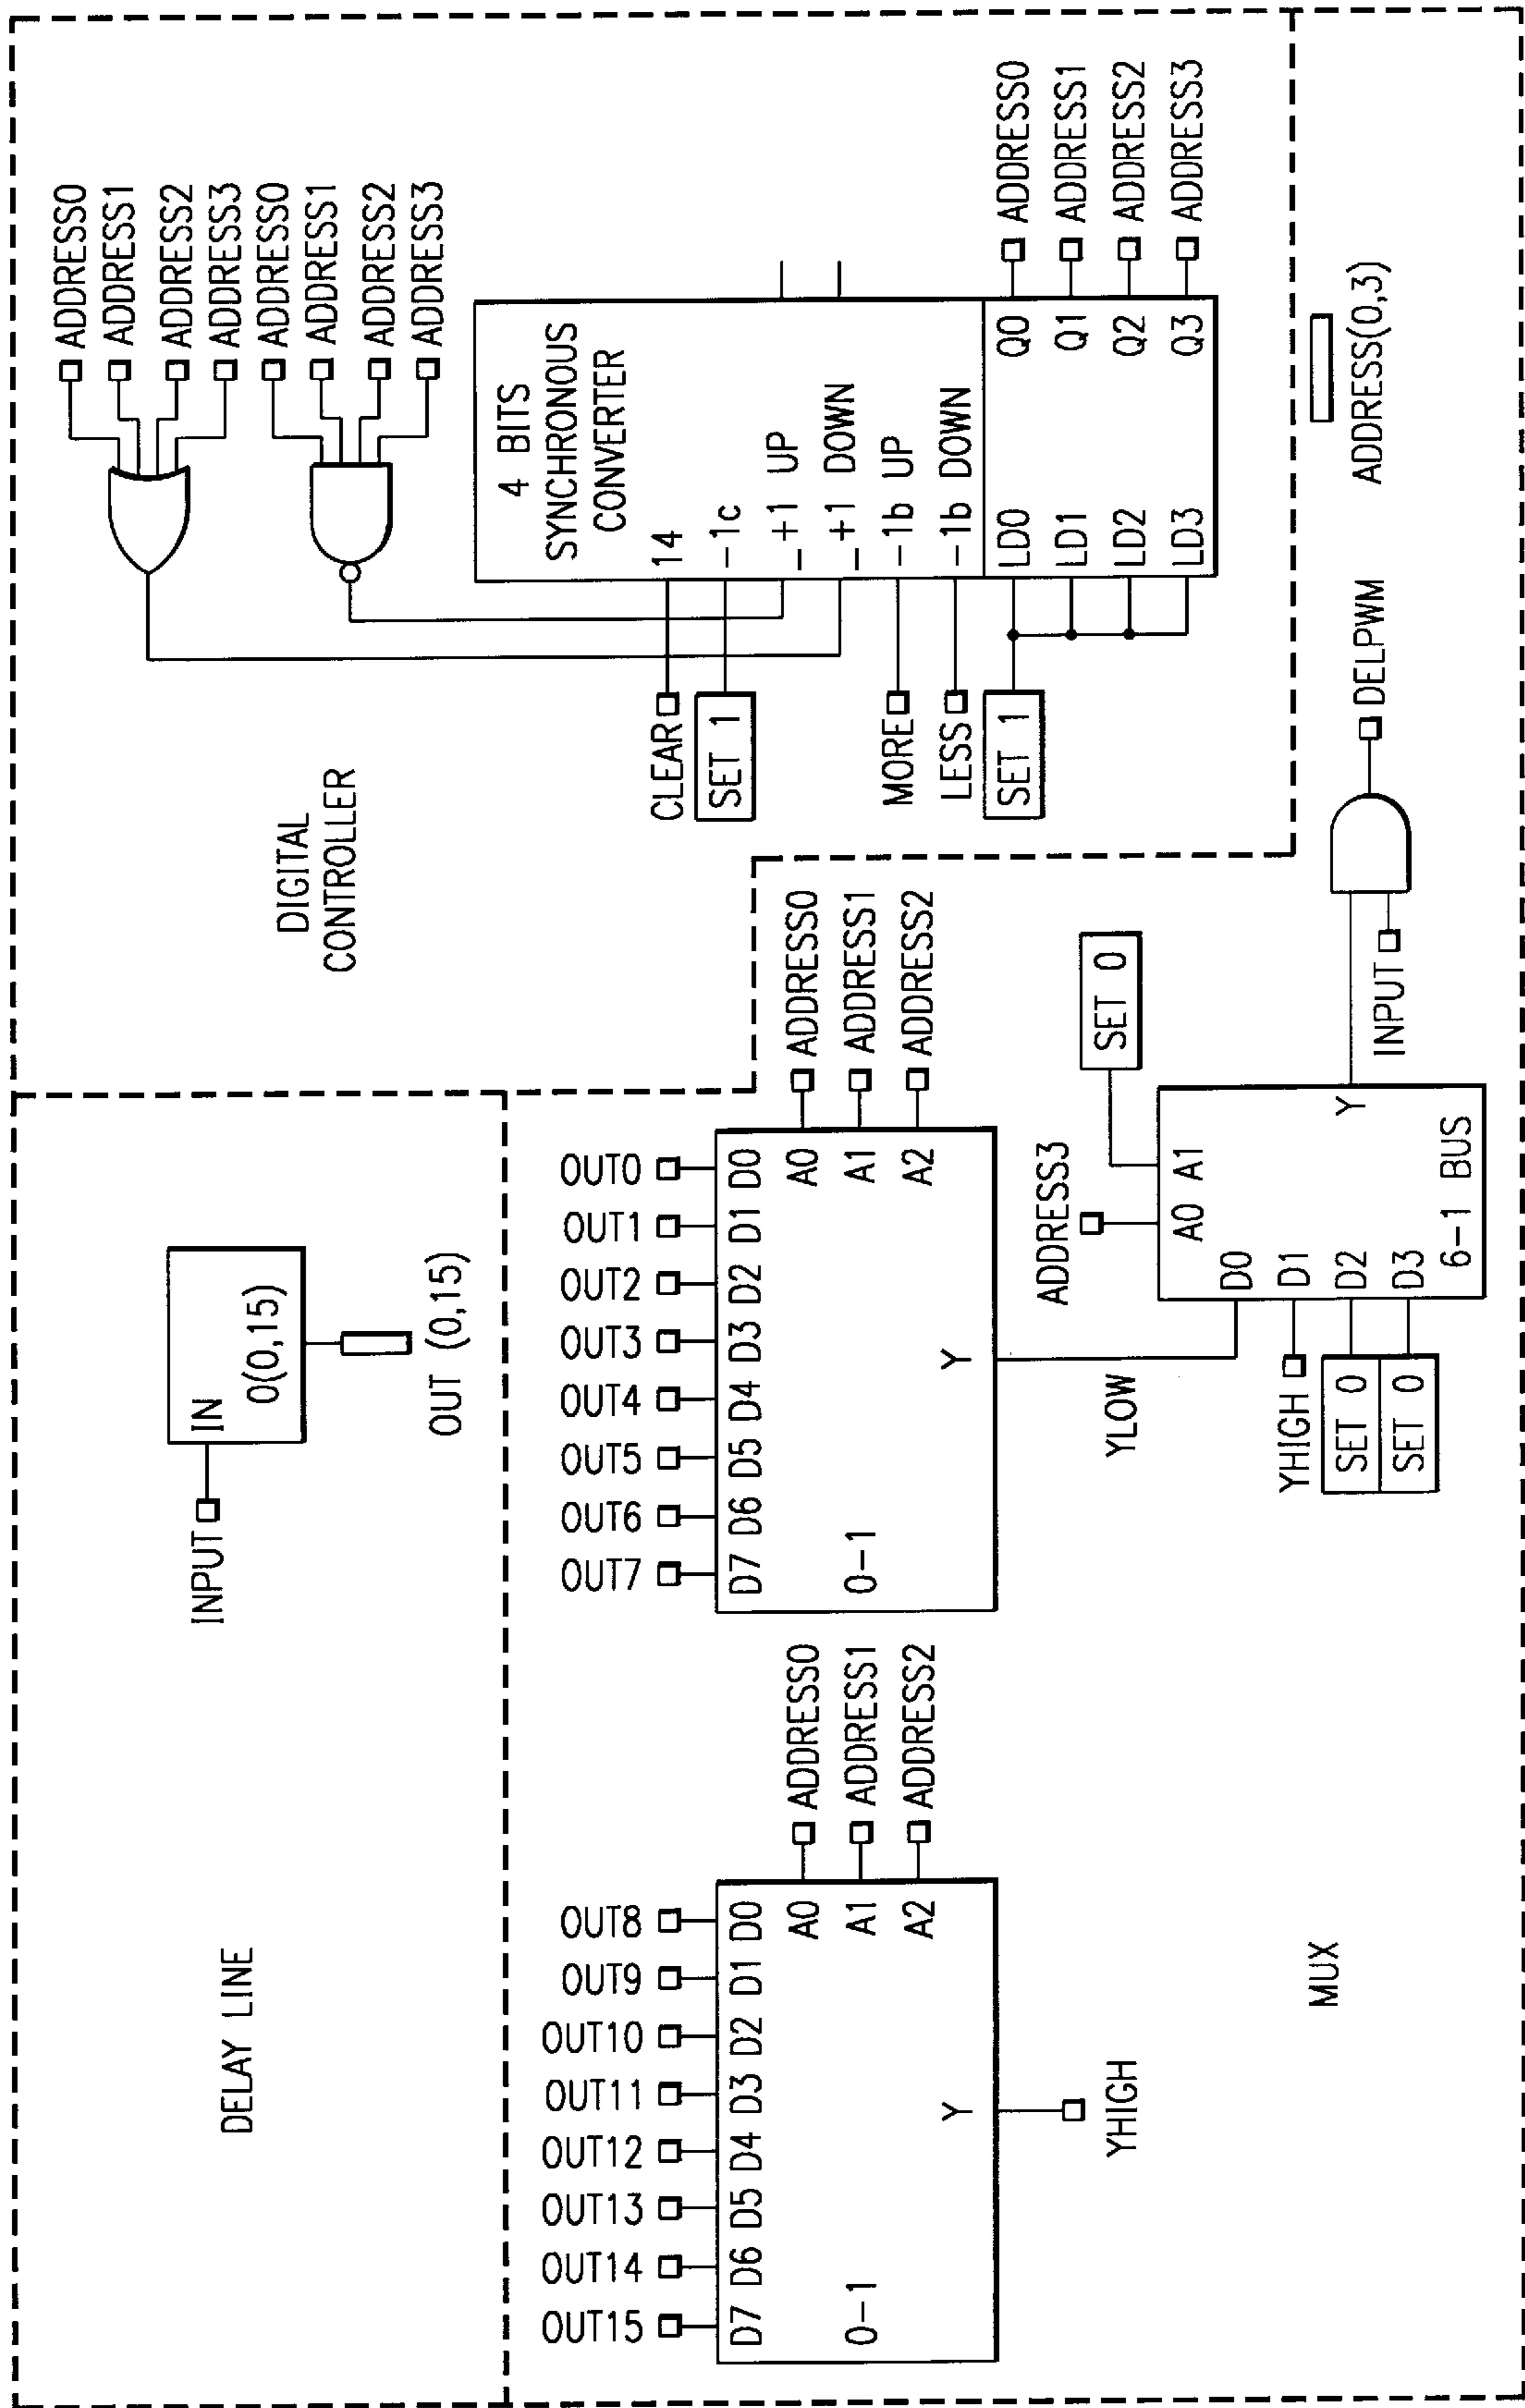 DELAY LINE
INPUT
IN
0(0,15)
OUT (0,15)
DIGITAL
CONTROLLER
ADDRESS0
ADDRESS1
ADDRESS2
ADDRESS3
ADDRESS0
ADDRESS1
ADDRESS2
ADDRESS3
4 BITS
SYNCHRONOUS
CONVERTER
CLEAR
14
SET 1
-1c
_+1 UP
_+1 DOWN
MORE
-1b UP
LESS
-1b DOWN
SET 1
LD0
LD1
LD2
LD3
Q0
Q1
Q2
Q3
ADDRESS0
ADDRESS1
ADDRESS2
ADDRESS3
ADDRESS(0,3)
OUT15
OUT14
OUT13
OUT12
OUT11
OUT10
OUT9
OUT8
D7 D6 D5 D4 D3 D2 D1 D0
A0
A1
A2
ADDRESS0
ADDRESS1
ADDRESS2
0-1
Y
YHIGH
OUT7
OUT6
OUT5
OUT4
OUT3
OUT2
OUT1
OUT0
D7 D6 D5 D4 D3 D2 D1 D0
A0
A1
A2
ADDRESS0
ADDRESS1
ADDRESS2
0-1
Y
YLOW
ADDRESS3
SET 0
A0 A1
D0
YHIGH
D1
SET 0
D2
SET 0
D3
Y
6-1 BUS
INPUT
DELPWM
MUX